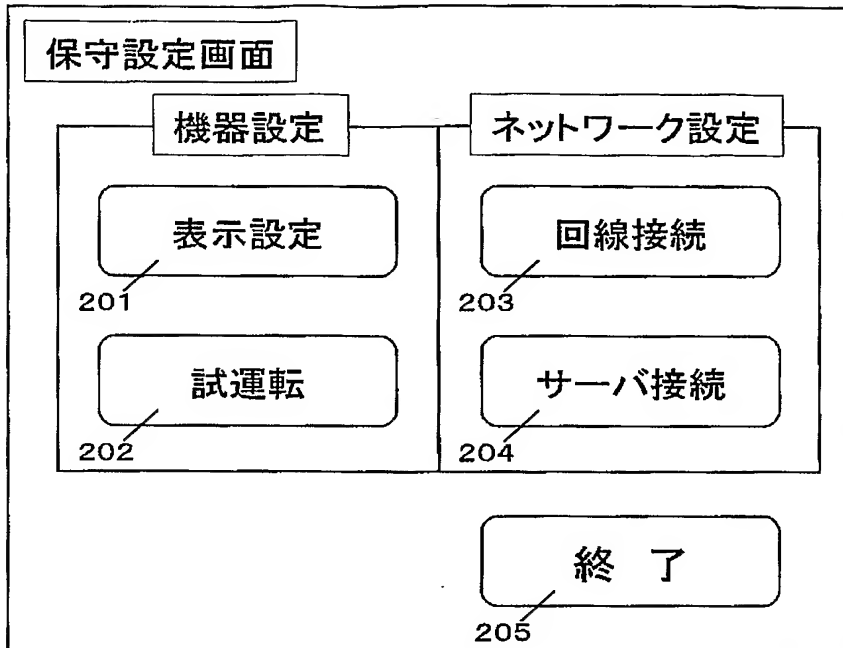 保守設定画面
機器設定
ネットワーク設定
表示設定
回線接続
201
203
試運転
サーバ接続
202
204
終 了
205